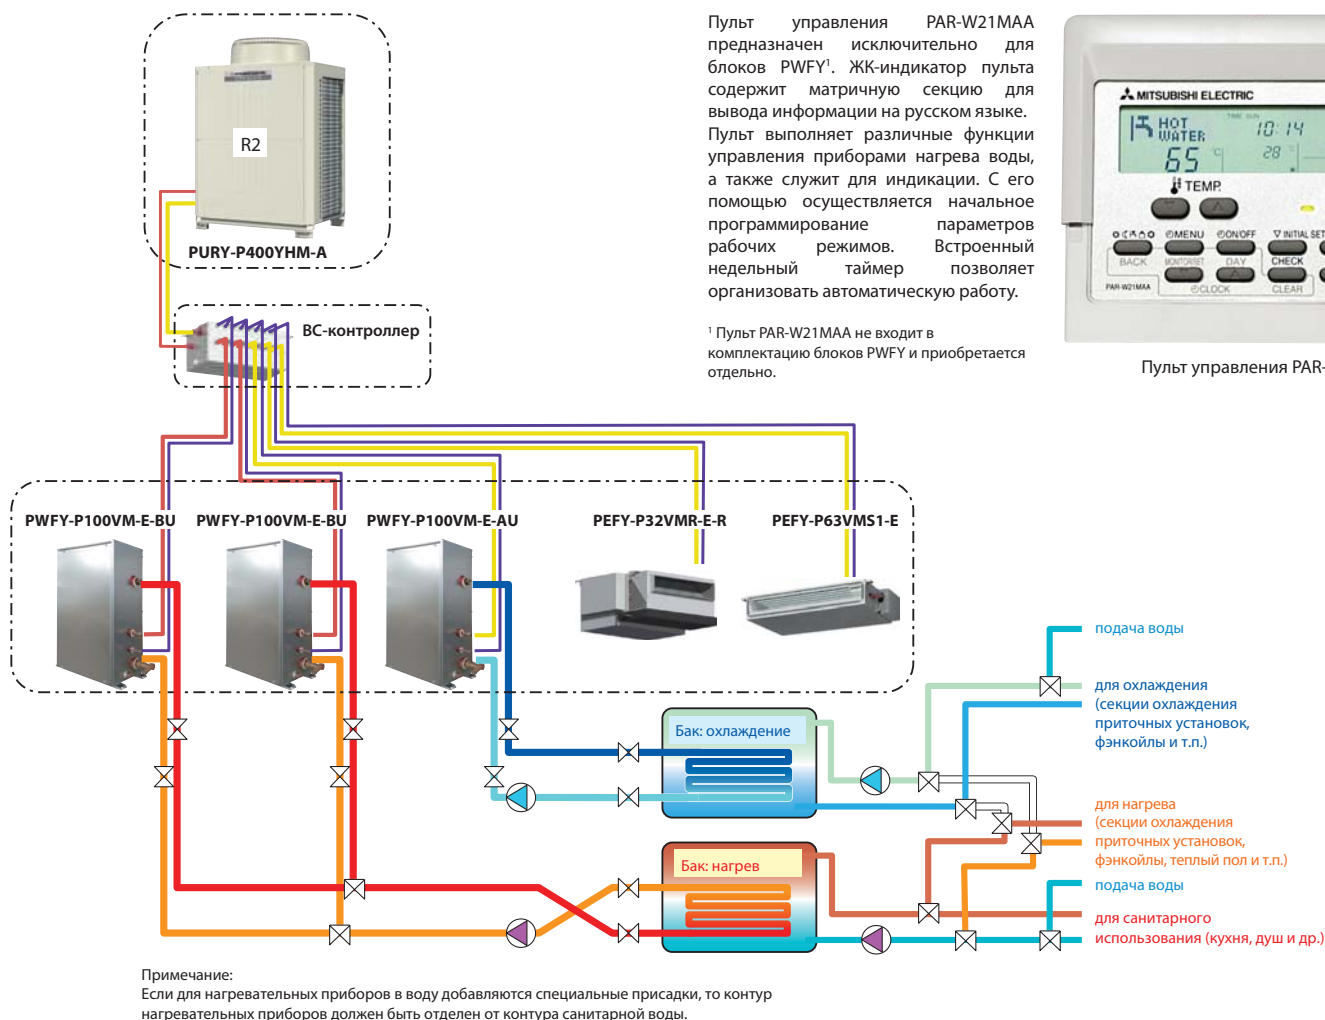 Пульт управления PAR-W21MAA
предназначен исключительно для
блоков PWFY¹. ЖК-индикатор пульта
содержит матричную секцию для
вывода информации на русском языке.
Пульт выполняет различные функции
управления приборами нагрева воды,
а также служит для индикации. С его
помощью осуществляется начальное
программирование параметров
рабочих режимов. Встроенный
недельный таймер позволяет
организовать автоматическую работу.
¹ Пульт PAR-W21MAA не входит в
комплектацию блоков PWFY и приобретается
отдельно.
MITSUBISHI ELECTRIC
HOT
WATER
TIME SUN
10:14
65 °C
28 °C
TEMP.
MENU
ON/OFF
INITIAL SET
BACK
MONITOR/SET
DAY
CHECK
PAR-W21MAA
CLOCK
CLEAR
Пульт управления PAR-
R2
PURY-P400YHM-A
BC-контроллер
PWFY-P100VM-E-BU
PWFY-P100VM-E-BU
PWFY-P100VM-E-AU
PEFY-P32VMR-E-R
PEFY-P63VMS1-E
Бак: охлаждение
Бак: нагрев
подача воды
для охлаждения
(секции охлаждения
приточных установок,
фэнкойлы и т.п.)
для нагрева
(секции охлаждения
приточных установок,
фэнкойлы, теплый пол и т.п.)
подача воды
для санитарного
использования (кухня, душ и др.)
Примечание:
Если для нагревательных приборов в воду добавляются специальные присадки, то контур
нагревательных приборов должен быть отделен от контура санитарной воды.